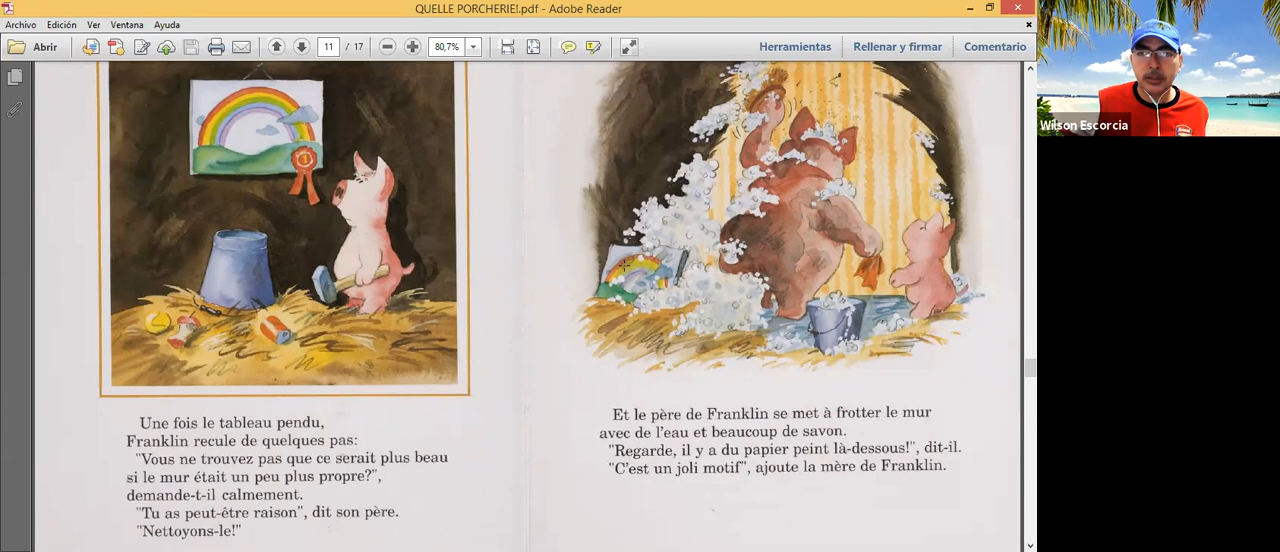 QUELLE PORCHERIE!.pdf - Adobe Reader
Archivo Edición Ver Ventana Ayuda
Abrir 11 / 17 80,7% Herramientas Rellenar y firmar Comentario
Wilson Escorcia
1
Une fois le tableau pendu,
Franklin recule de quelques pas:
"Vous ne trouvez pas que ce serait plus beau
si le mur était un peu plus propre?",
demande-t-il calmement.
"Tu as peut-être raison", dit son père.
"Nettoyons-le!"
Et le père de Franklin se met à frotter le mur
avec de l'eau et beaucoup de savon.
"Regarde, il y a du papier peint là-dessous!", dit-il.
"C'est un joli motif", ajoute la mère de Franklin.